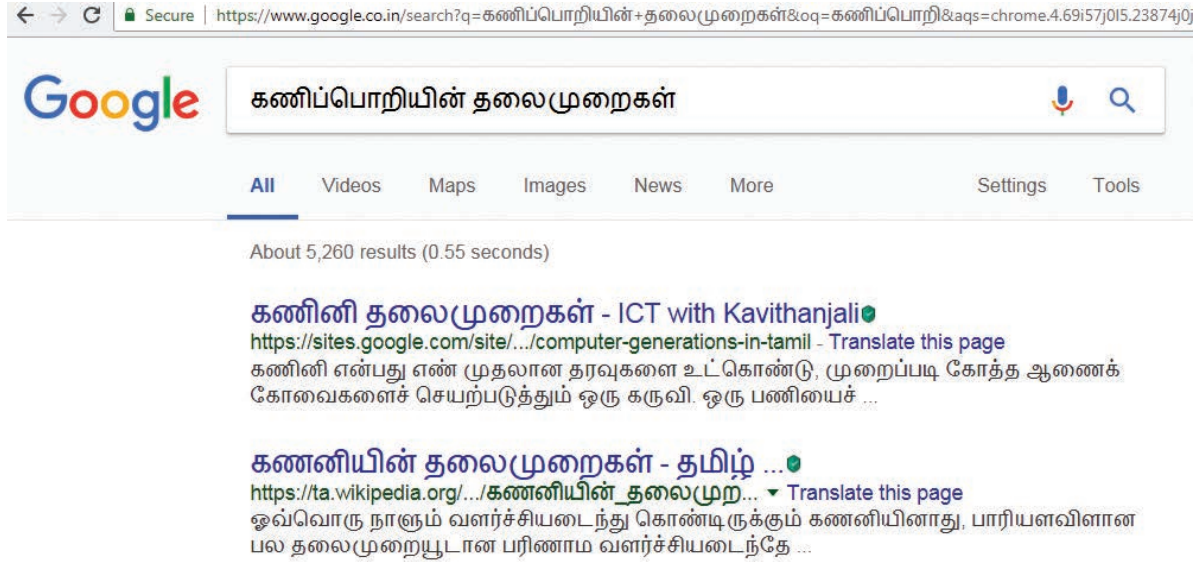 Secure | https://www.google.co.in/search?q=கணிப்பொறியின்+தலைமுறைகள்&oq=கணிப்பொறி&aqs=chrome.4.69i57j0l5.23874j0j
Google கணிப்பொறியின் தலைமுறைகள்
All Videos Maps Images News More Settings Tools
About 5,260 results (0.55 seconds)
கணினி தலைமுறைகள் - ICT with Kavithanjali
https://sites.google.com/site/.../computer-generations-in-tamil - Translate this page
கணினி என்பது எண் முதலான தரவுகளை உட்கொண்டு, முறைப்படி கோத்த ஆணைக்
கோவைகளைச் செயற்படுத்தும் ஒரு கருவி. ஒரு பணியைச் ...
கணனியின் தலைமுறைகள் - தமிழ் ...
https://ta.wikipedia.org/.../கணனியின்_தலைமுற... Translate this page
ஒவ்வொரு நாளும் வளர்ச்சியடைந்து கொண்டிருக்கும் கணனியினாது, பாரியளவிளான
பல தலைமுறையூடான பரிணாம வளர்ச்சியடைந்தே ...